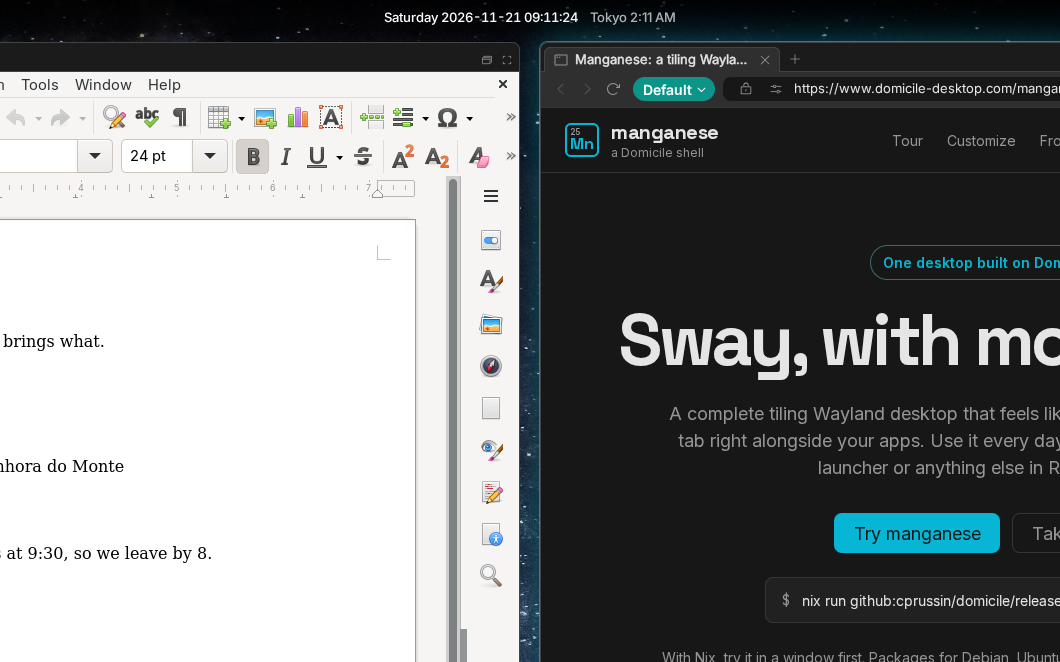 Saturday 2026-11-21 09:11:24 Tokyo 2:11 AM
Tools Window Help
24 pt
4 5 6 7
brings what.
nhora do Monte
at 9:30, so we leave by 8.
Manganese: a tiling Wayla...
Default
https://www.domicile-desktop.com/mangan
25
Mn
manganese
a Domicile shell
Tour Customize Fro
One desktop built on Dom
Sway, with mo
A complete tiling Wayland desktop that feels lik
tab right alongside your apps. Use it every day
launcher or anything else in R
Try manganese
Tak
$ nix run github:cprussin/domicile/release
With Nix, try it in a window first. Packages for Debian, Ubuntu